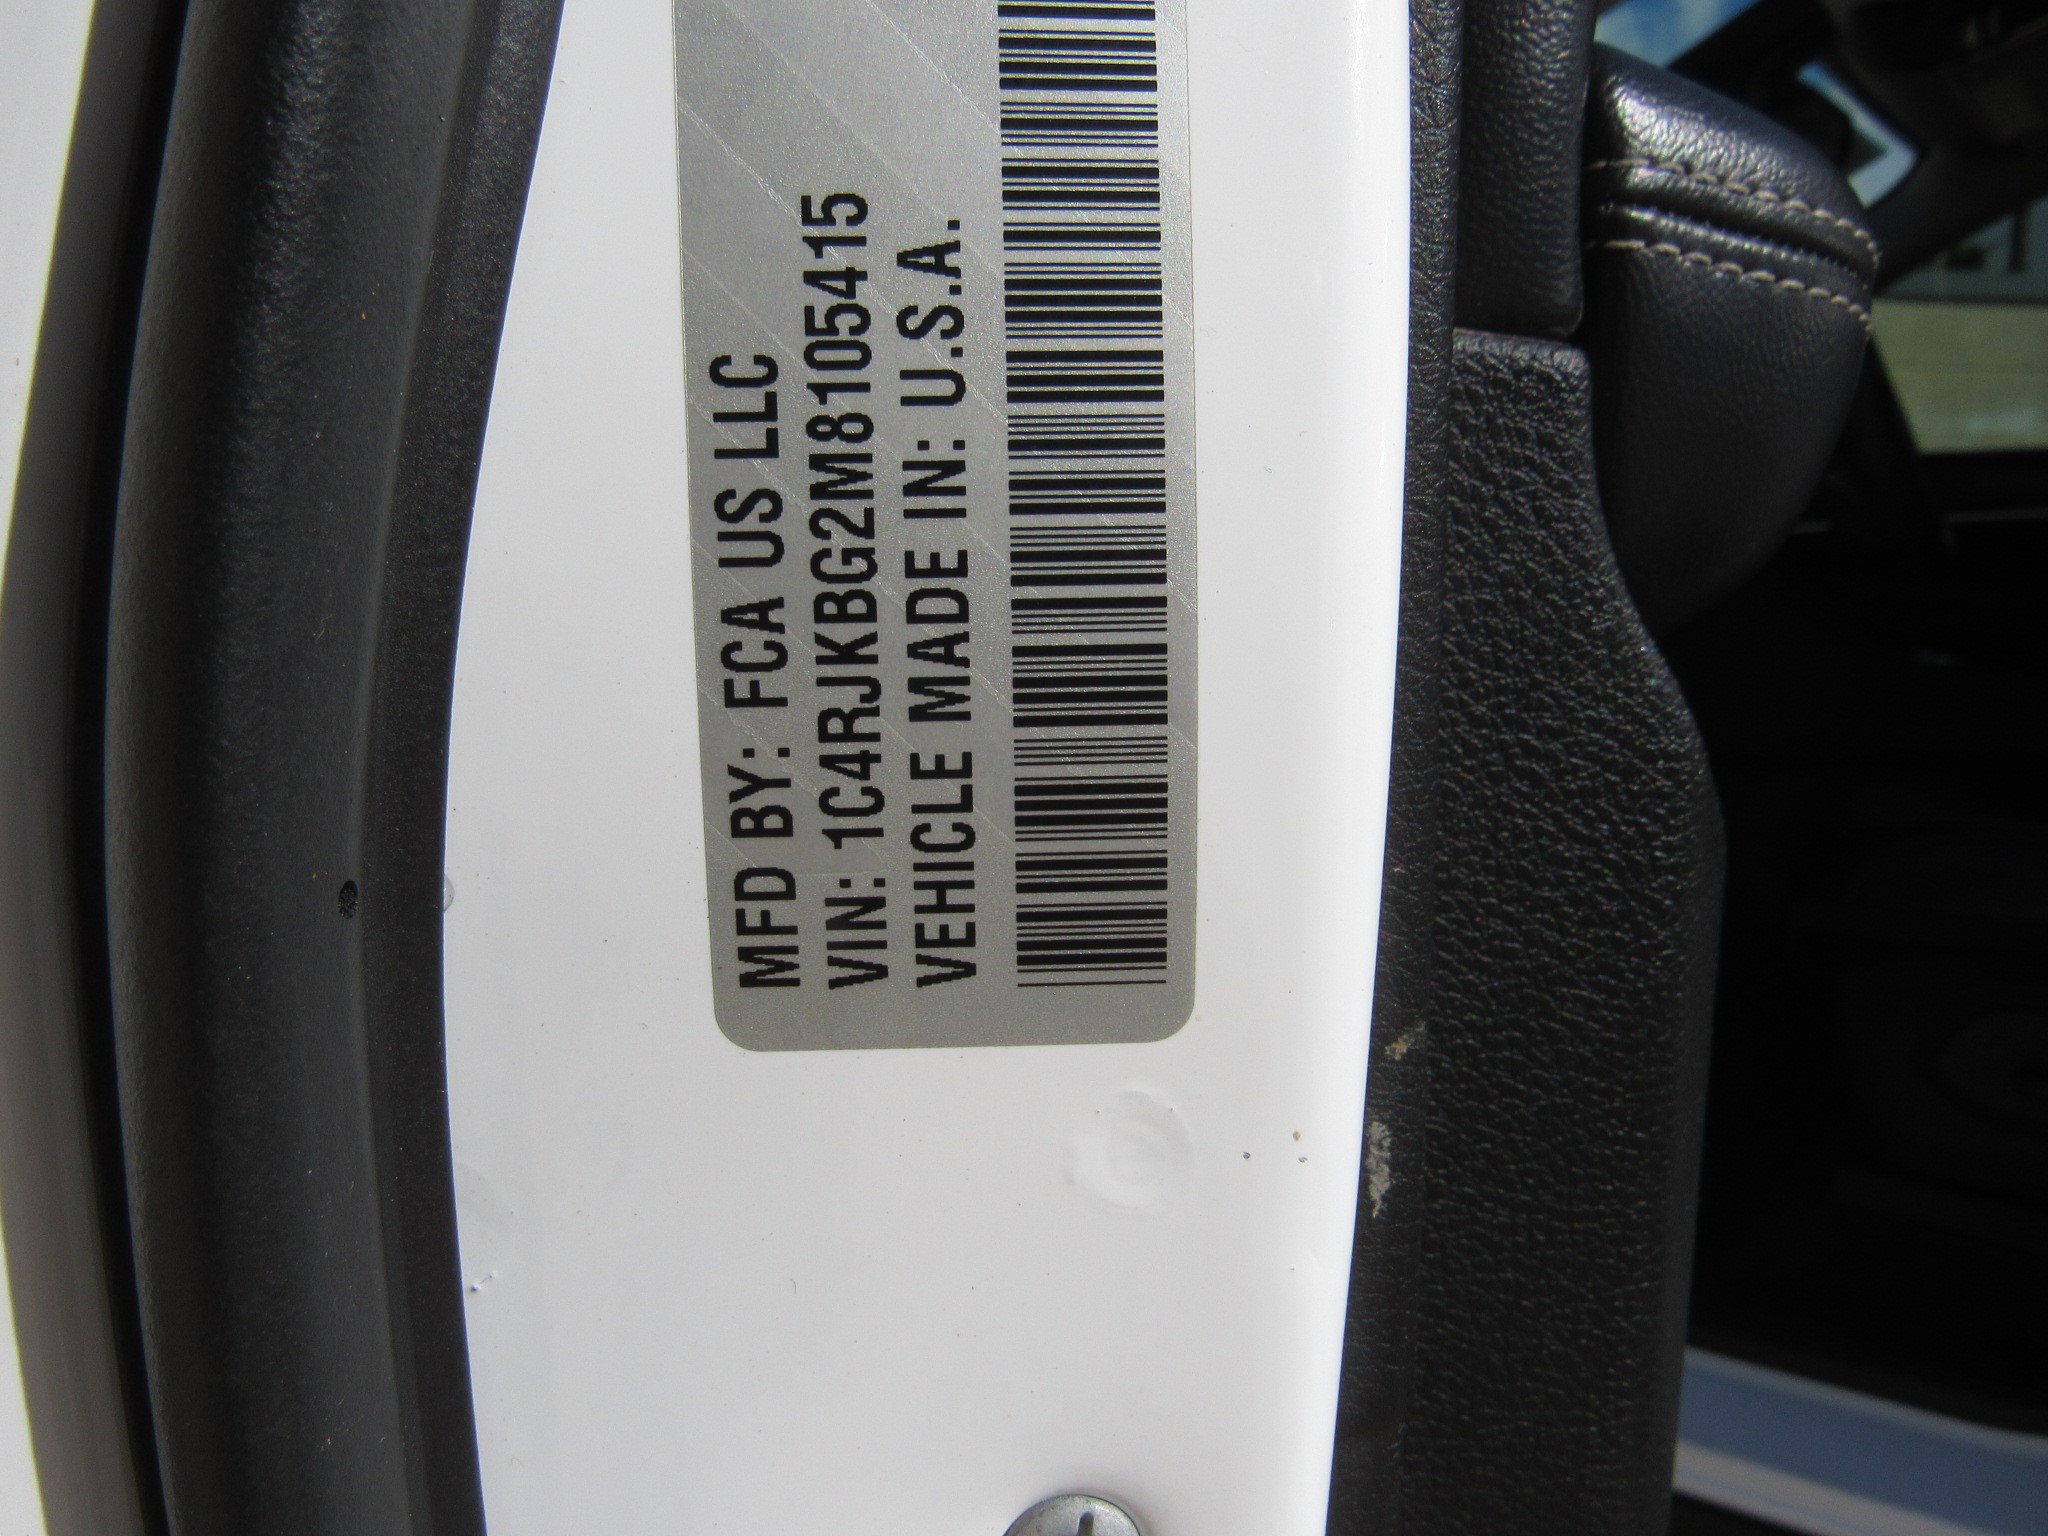 MFD BY: FCA US LLC
VIN: 1C4RJKBG2M8105415
VEHICLE MADE IN: U.S.A.